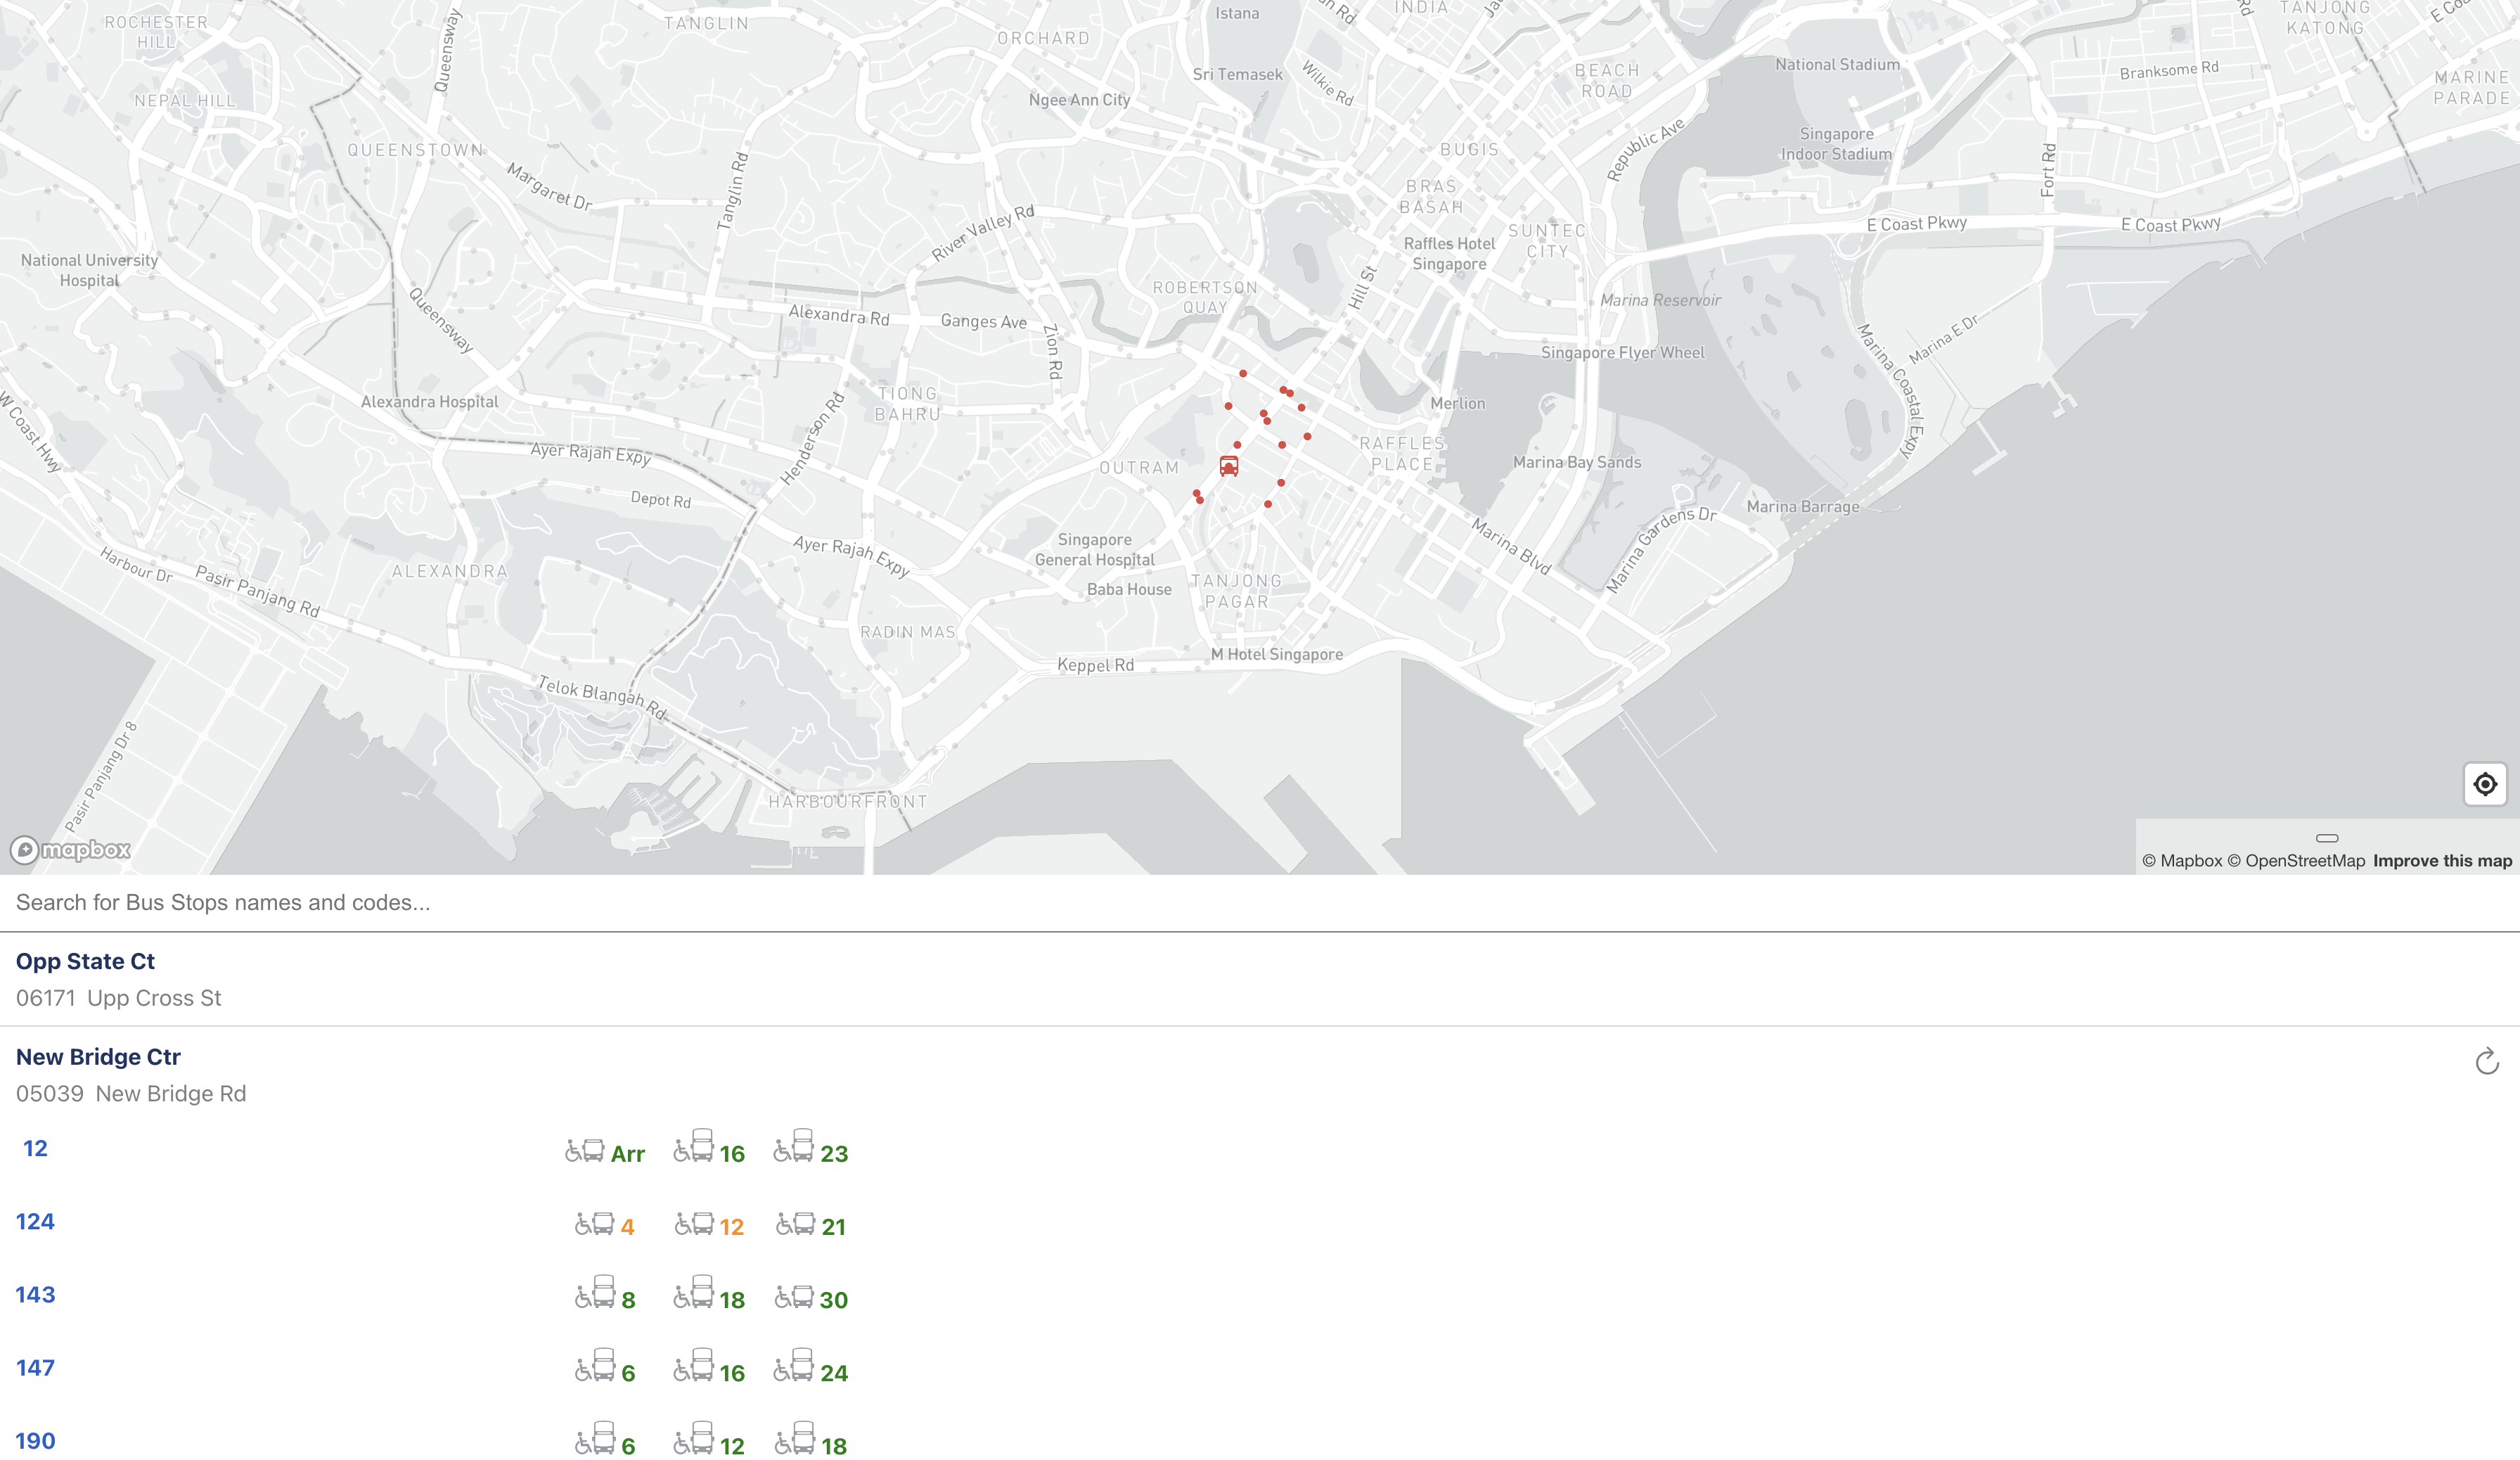 ROCHESTER
HILL
Queensway
TANGLIN
ORCHARD
Istana
INDIA
TANJONG
KATONG
NEPAL HILL
Sri Temasek
Wilkie Rd
BEACH
ROAD
National Stadium
Branksome Rd
MARINE
PARADE
Ngee Ann City
QUEENSTOWN
Margaret Dr
Tanglin Rd
BUGIS
Republic Ave
Singapore
Indoor Stadium
Fort Rd
BRAS
BASAH
River Valley Rd
E Coast Pkwy
E Coast Pkwy
National University
Hospital
Raffles Hotel
Singapore
SUNTEC
CITY
Queensway
ROBERTSON
QUAY
Hill St
Marina Reservoir
Alexandra Rd
Ganges Ave
Zion Rd
Marina Coastal Expy
Marina E Dr
Singapore Flyer Wheel
W Coast Hwy
Alexandra Hospital
TIONG
BAHRU
Henderson Rd
Merlion
Ayer Rajah Expy
OUTRAM
RAFFLES
PLACE
Marina Bay Sands
Depot Rd
Marina Barrage
Harbour Dr
Pasir Panjang Rd
ALEXANDRA
Ayer Rajah Expy
Singapore
General Hospital
Baba House
TANJONG
PAGAR
Marina Blvd
Marina Gardens Dr
RADIN MAS
Keppel Rd
M Hotel Singapore
Telok Blangah Rd
Pasir Panjang Dr 8
HARBOURFRONT
mapbox
© Mapbox © OpenStreetMap Improve this map
Search for Bus Stops names and codes...
Opp State Ct
06171 Upp Cross St
New Bridge Ctr
05039 New Bridge Rd
12 Arr 16 23
124 4 12 21
143 8 18 30
147 6 16 24
190 6 12 18